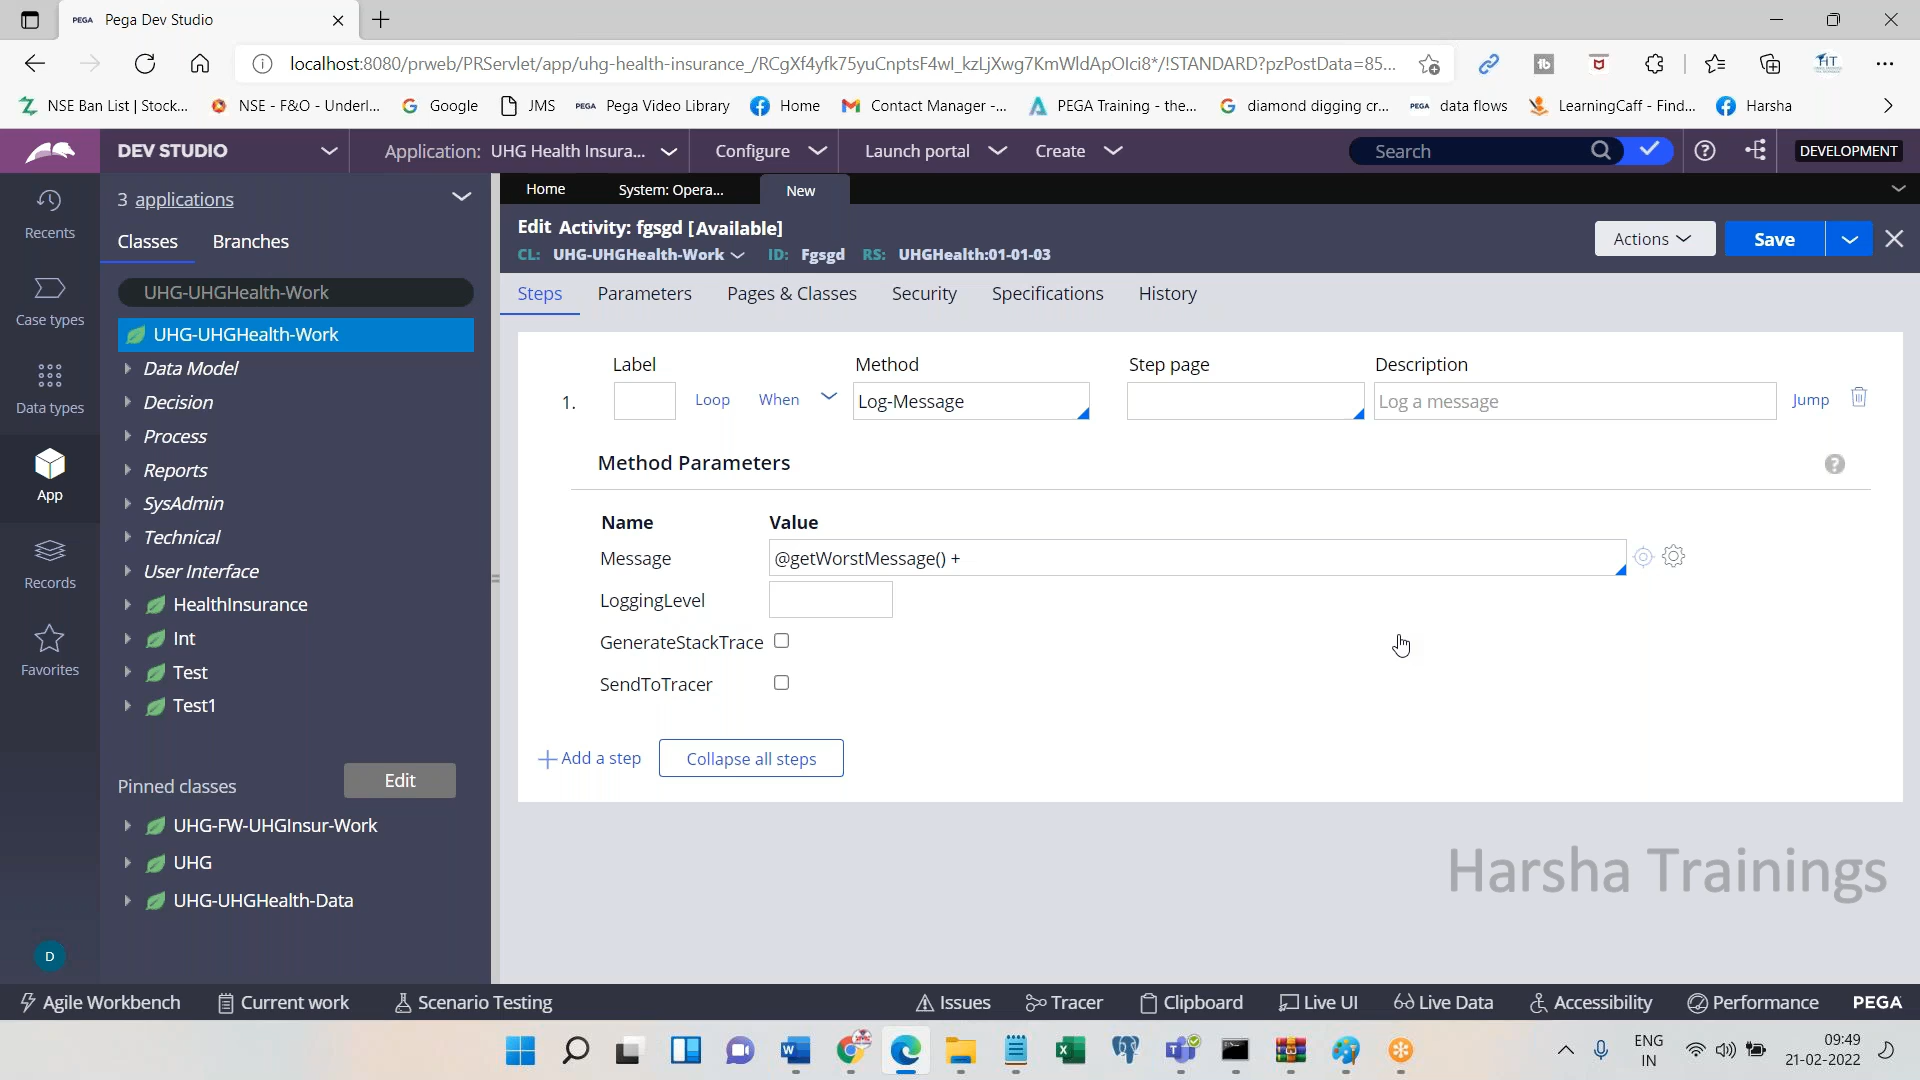 PEGA Pega Dev Studio
localhost:8080/prweb/PRServlet/app/uhg-health-insurance_/RCgXf4yfk75yuCnptsF4wI_kzLjXwg7KmWldApOIci8*/!STANDARD?pzPostData=85...
NSE Ban List | Stock... NSE - F&O - Underl... Google JMS PEGA Pega Video Library Home Contact Manager -... PEGA Training - the... diamond digging cr... PEGA data flows LearningCaff - Find... Harsha
DEV STUDIO Application: UHG Health Insura... Configure Launch portal Create Search DEVELOPMENT
Recents
Case types
Data types
App
Records
Favorites
D
3 applications
Classes Branches
UHG-UHGHealth-Work
UHG-UHGHealth-Work
Data Model
Decision
Process
Reports
SysAdmin
Technical
User Interface
HealthInsurance
Int
Test
Test1
Pinned classes Edit
UHG-FW-UHGInsur-Work
UHG
UHG-UHGHealth-Data
Home System: Opera... New
Edit Activity: fgsgd [Available]
CL: UHG-UHGHealth-Work ID: Fgsgd RS: UHGHealth:01-01-03
Actions Save
Steps Parameters Pages & Classes Security Specifications History
Label Method Step page Description
1. Loop When Log-Message Log a message Jump
Method Parameters ?
Name Value
Message @getWorstMessage() +
LoggingLevel
GenerateStackTrace
SendToTracer
Add a step Collapse all steps
Harsha Trainings
Agile Workbench Current work Scenario Testing Issues Tracer Clipboard Live UI Live Data Accessibility Performance PEGA
ENG
IN
09:49
21-02-2022